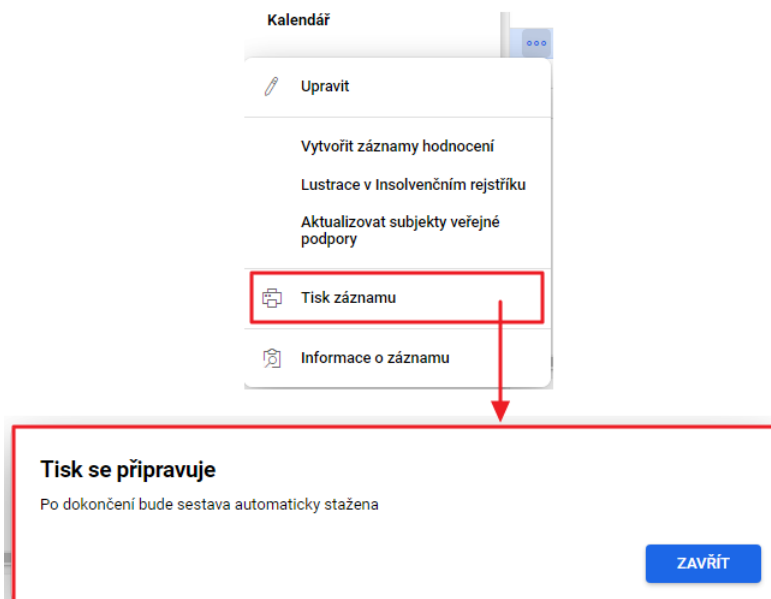 Kalendář
Upravit
Vytvořit záznamy hodnocení
Lustrace v Insolvenčním rejstříku
Aktualizovat subjekty veřejné
podpory
Tisk záznamu
Informace o záznamu
Tisk se připravuje
Po dokončení bude sestava automaticky stažena
ZAVŘÍT